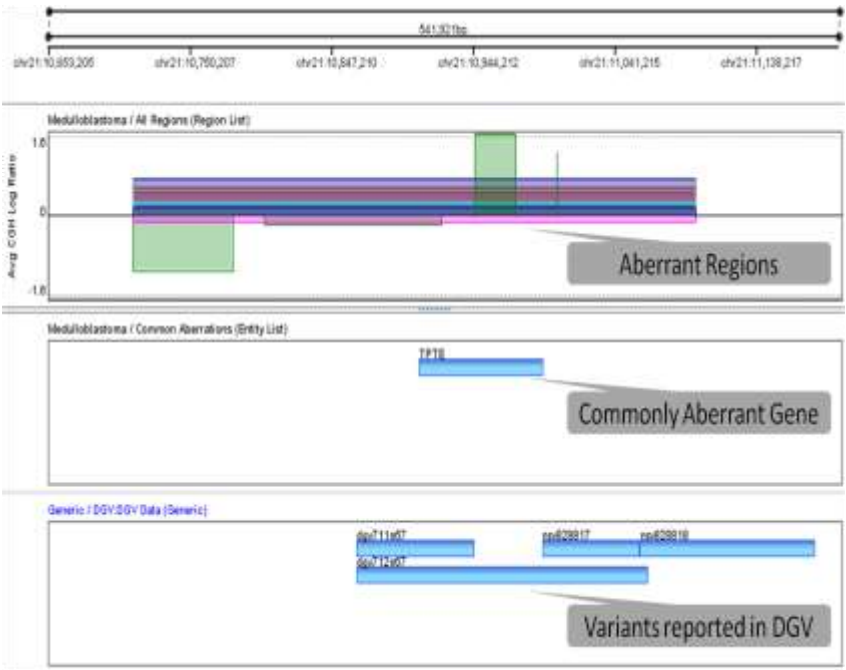 541,921bp
chr21:10,653,205
chr21:10,750,207
chr21:10,847,210
chr21:10,944,212
chr21:11,041,215
chr21:11,138,217
Medulloblastoma / All Regions (Region List)
Avg CGH Log Ratio
1.6
0
-1.6
Aberrant Regions
Medulloblastoma / Common Aberrations (Entity List)
Commonly Aberrant Gene
Generic / DGV:DGV Data (Generic)
dgv711e67
nsv828817
nsv828818
dgv712e67
Variants reported in DGV